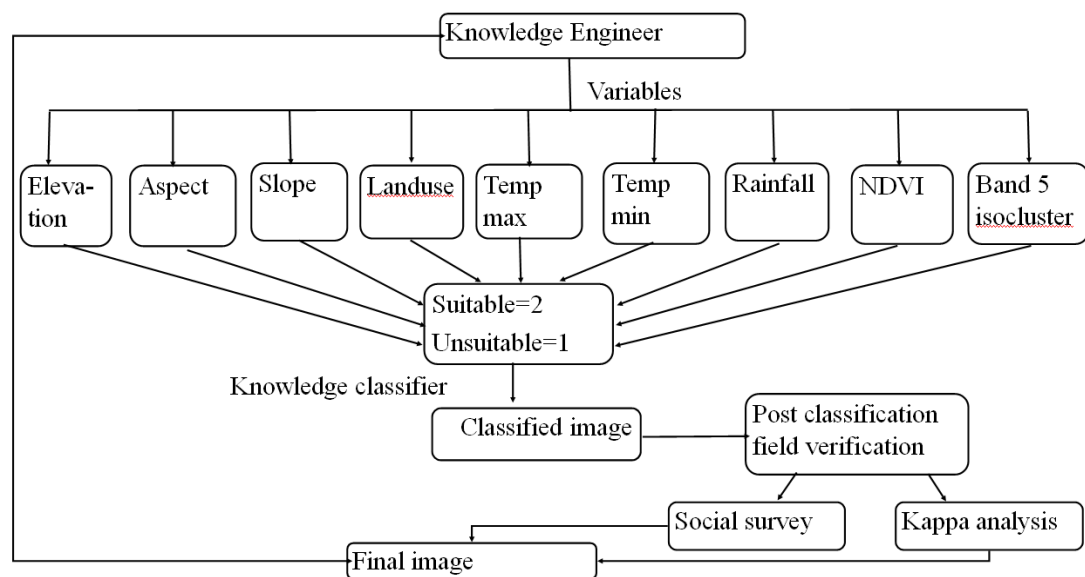 Knowledge Engineer
Variables
Eleva-
tion
Aspect
Slope
Landuse
Temp
max
Temp
min
Rainfall
NDVI
Band 5
isocluster
Suitable=2
Unsuitable=1
Knowledge classifier
Classified image
Post classification
field verification
Social survey
Kappa analysis
Final image